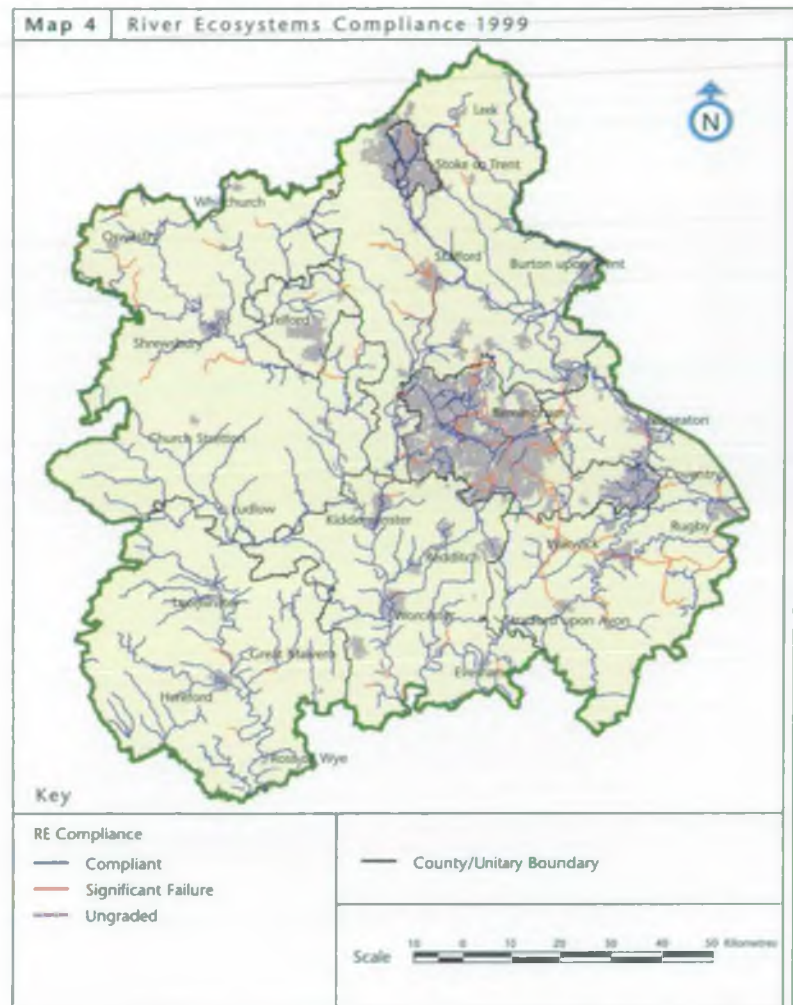 Map 4 River Ecosystems Compliance 1999
N
Leek
Stoke on Trent
Whitchurch
Oswestry
Stafford
Burton upon Trent
Telford
Shrewsbury
Birmingham
Nuneaton
Church Stretton
Coventry
Ludlow
Kidderminster
Rugby
Warwick
Redditch
Leominster
Worcester
Stratford upon Avon
Great Malvern
Evesham
Hereford
Ross on Wye
Key
RE Compliance
Compliant
Significant Failure
Ungraded
County/Unitary Boundary
Scale 10 0 10 20 30 40 50 Kilometres